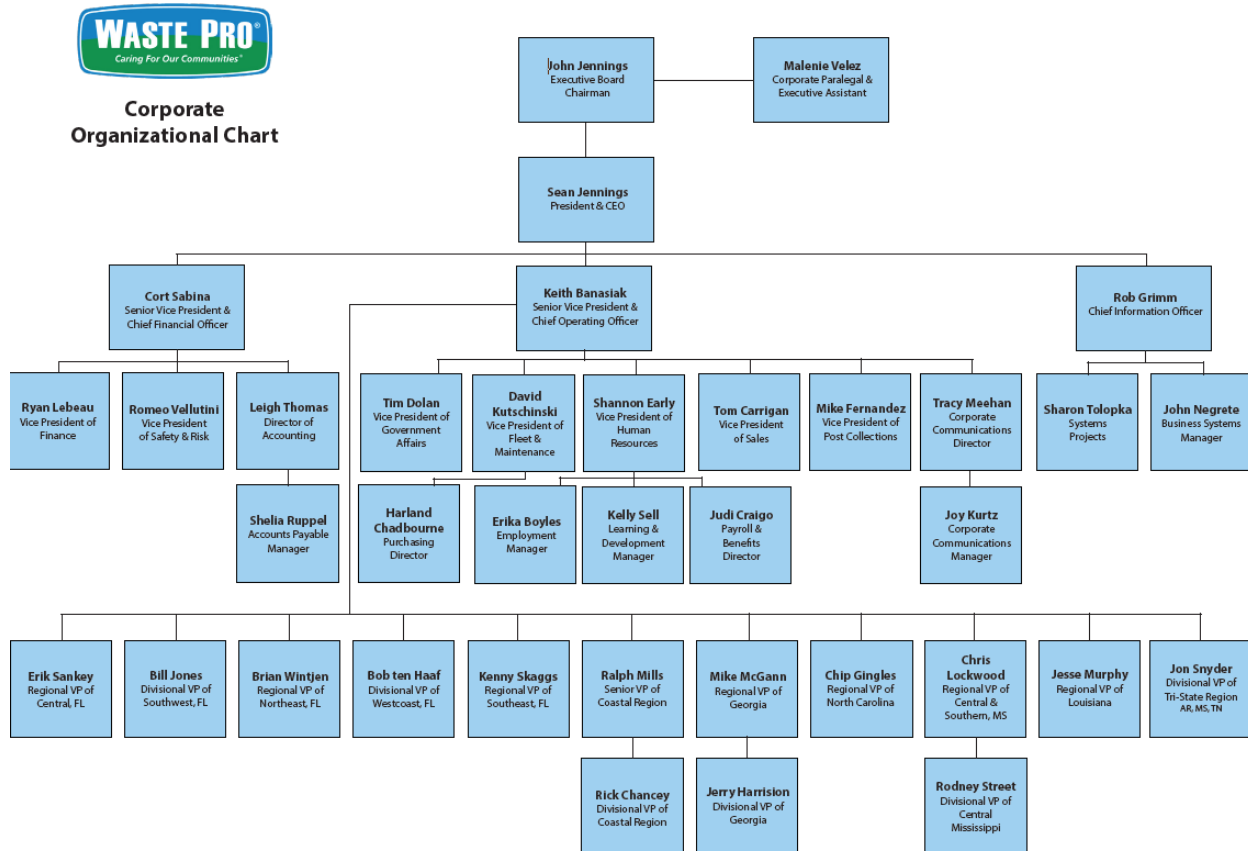 WASTE PRO®
Caring For Our Communities™
Corporate
Organizational Chart
John Jennings
Executive Board
Chairman
Malenie Velez
Corporate Paralegal &
Executive Assistant
Sean Jennings
President & CEO
Cort Sabina
Senior Vice President &
Chief Financial Officer
Keith Banasiak
Senior Vice President &
Chief Operating Officer
Rob Grimm
Chief Information Officer
Ryan Lebeau
Vice President of
Finance
Romeo Vellutini
Vice President
of Safety & Risk
Leigh Thomas
Director of
Accounting
Tim Dolan
Vice President of
Government
Affairs
David
Kutschinski
Vice President of
Fleet &
Maintenance
Shannon Early
Vice President of
Human
Resources
Tom Carrigan
Vice President
of Sales
Mike Fernandez
Vice President of
Post Collections
Tracy Meehan
Corporate
Communications
Director
Sharon Tolopka
Systems
Projects
John Negrete
Business Systems
Manager
Shelia Ruppel
Accounts Payable
Manager
Harland
Chadbourne
Purchasing
Director
Erika Boyles
Employment
Manager
Kelly Sell
Learning &
Development
Manager
Judi Craigo
Payroll &
Benefits
Director
Joy Kurtz
Corporate
Communications
Manager
Erik Sankey
Regional VP of
Central, FL
Bill Jones
Divisional VP of
Southwest, FL
Brian Wintjen
Regional VP of
Northeast, FL
Bob ten Haaf
Divisional VP of
Westcoast, FL
Kenny Skaggs
Regional VP of
Southeast, FL
Ralph Mills
Senior VP of
Coastal Region
Mike McGann
Regional VP of
Georgia
Chip Gingles
Regional VP of
North Carolina
Chris
Lockwood
Regional VP of
Central &
Southern, MS
Jesse Murphy
Regional VP of
Louisiana
Jon Snyder
Divisional VP of
Tri-State Region
AR, MS, TN
Rick Chancey
Divisional VP of
Coastal Region
Jerry Harrision
Divisional VP of
Georgia
Rodney Street
Divisional VP of
Central
Mississippi